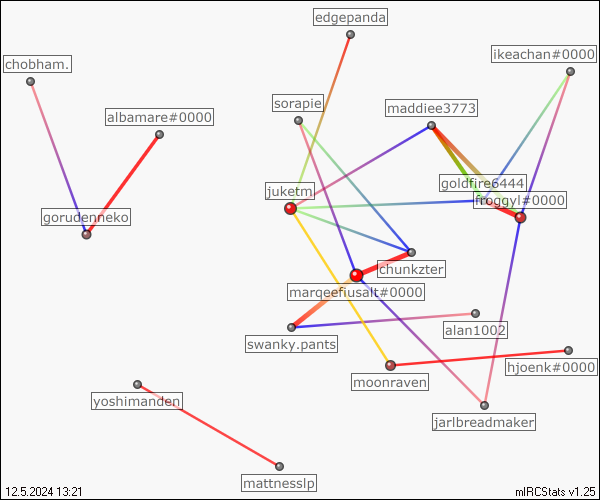 edgepanda
ikeachan#0000
chobham.
sorapie
maddiee3773
albamare#0000
goldfire6444
juketm
froggyl#0000
gorudenneko
chunkzter
marqeefiusalt#0000
alan1002
swanky.pants
hjoenk#0000
moonraven
yoshimanden
jarlbreadmaker
mattnesslp
12.5.2024 13:21
mIRCStats v1.25